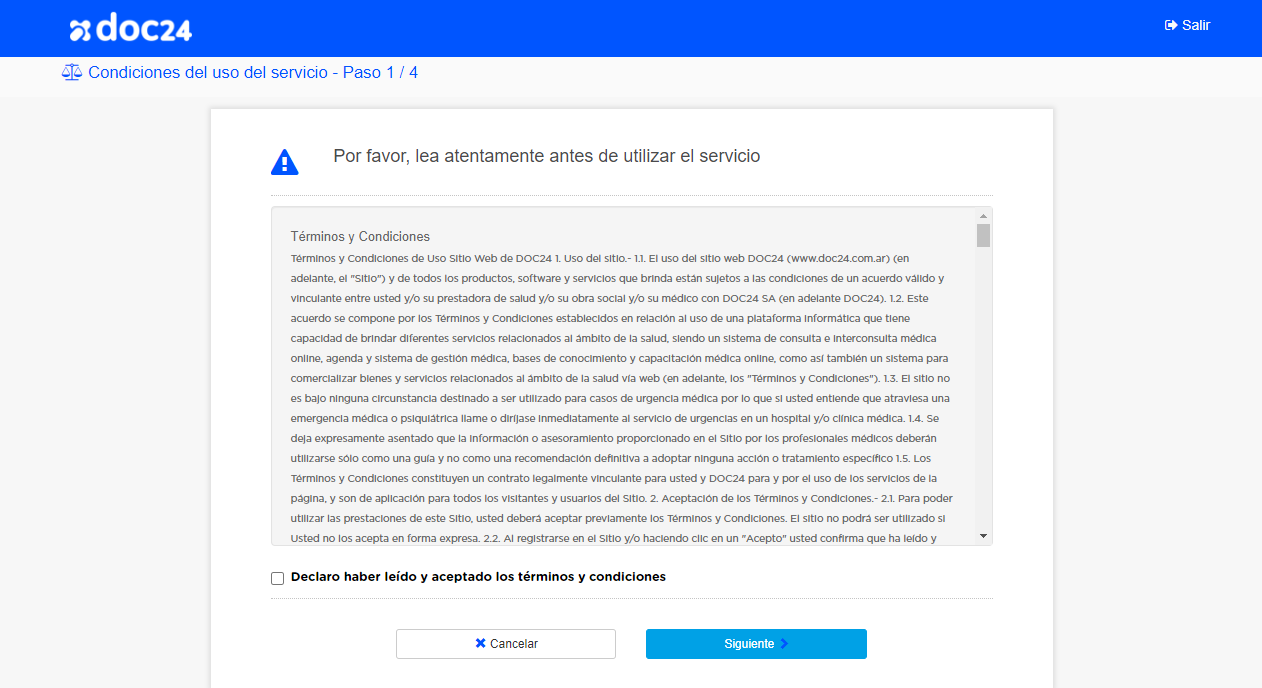 doc24
Salir
Condiciones del uso del servicio - Paso 1 / 4
Por favor, lea atentamente antes de utilizar el servicio
Términos y Condiciones
Términos y Condiciones de Uso Sitio Web de DOC24 1. Uso del sitio.- 1.1. El uso del sitio web DOC24 (www.doc24.com.ar) (en
adelante, el "Sitio") y de todos los productos, software y servicios que brinda están sujetos a las condiciones de un acuerdo válido y
vinculante entre usted y/o su prestadora de salud y/o su obra social y/o su médico con DOC24 SA (en adelante DOC24). 1.2. Este
acuerdo se compone por los Términos y Condiciones establecidos en relación al uso de una plataforma informática que tiene
capacidad de brindar diferentes servicios relacionados al ámbito de la salud, siendo un sistema de consulta e interconsulta médica
online, agenda y sistema de gestión médica, bases de conocimiento y capacitación médica online, como así también un sistema para
comercializar bienes y servicios relacionados al ámbito de la salud vía web (en adelante, los "Términos y Condiciones"). 1.3. El sitio no
es bajo ninguna circunstancia destinado a ser utilizado para casos de urgencia médica por lo que si usted entiende que atraviesa una
emergencia médica o psiquiátrica llame o diríjase inmediatamente al servicio de urgencias en un hospital y/o clínica médica. 1.4. Se
deja expresamente asentado que la información o asesoramiento proporcionado en el Sitio por los profesionales médicos deberán
utilizarse sólo como una guía y no como una recomendación definitiva a adoptar ninguna acción o tratamiento específico 1.5. Los
Términos y Condiciones constituyen un contrato legalmente vinculante para usted y DOC24 para y por el uso de los servicios de la
página, y son de aplicación para todos los visitantes y usuarios del Sitio. 2. Aceptación de los Términos y Condiciones.- 2.1. Para poder
utilizar las prestaciones de este Sitio, usted deberá aceptar previamente los Términos y Condiciones. El sitio no podrá ser utilizado si
Usted no los acepta en forma expresa. 2.2. Al registrarse en el Sitio y/o haciendo clic en un "Acepto" usted confirma que ha leído y
Declaro haber leído y aceptado los términos y condiciones
Cancelar
Siguiente